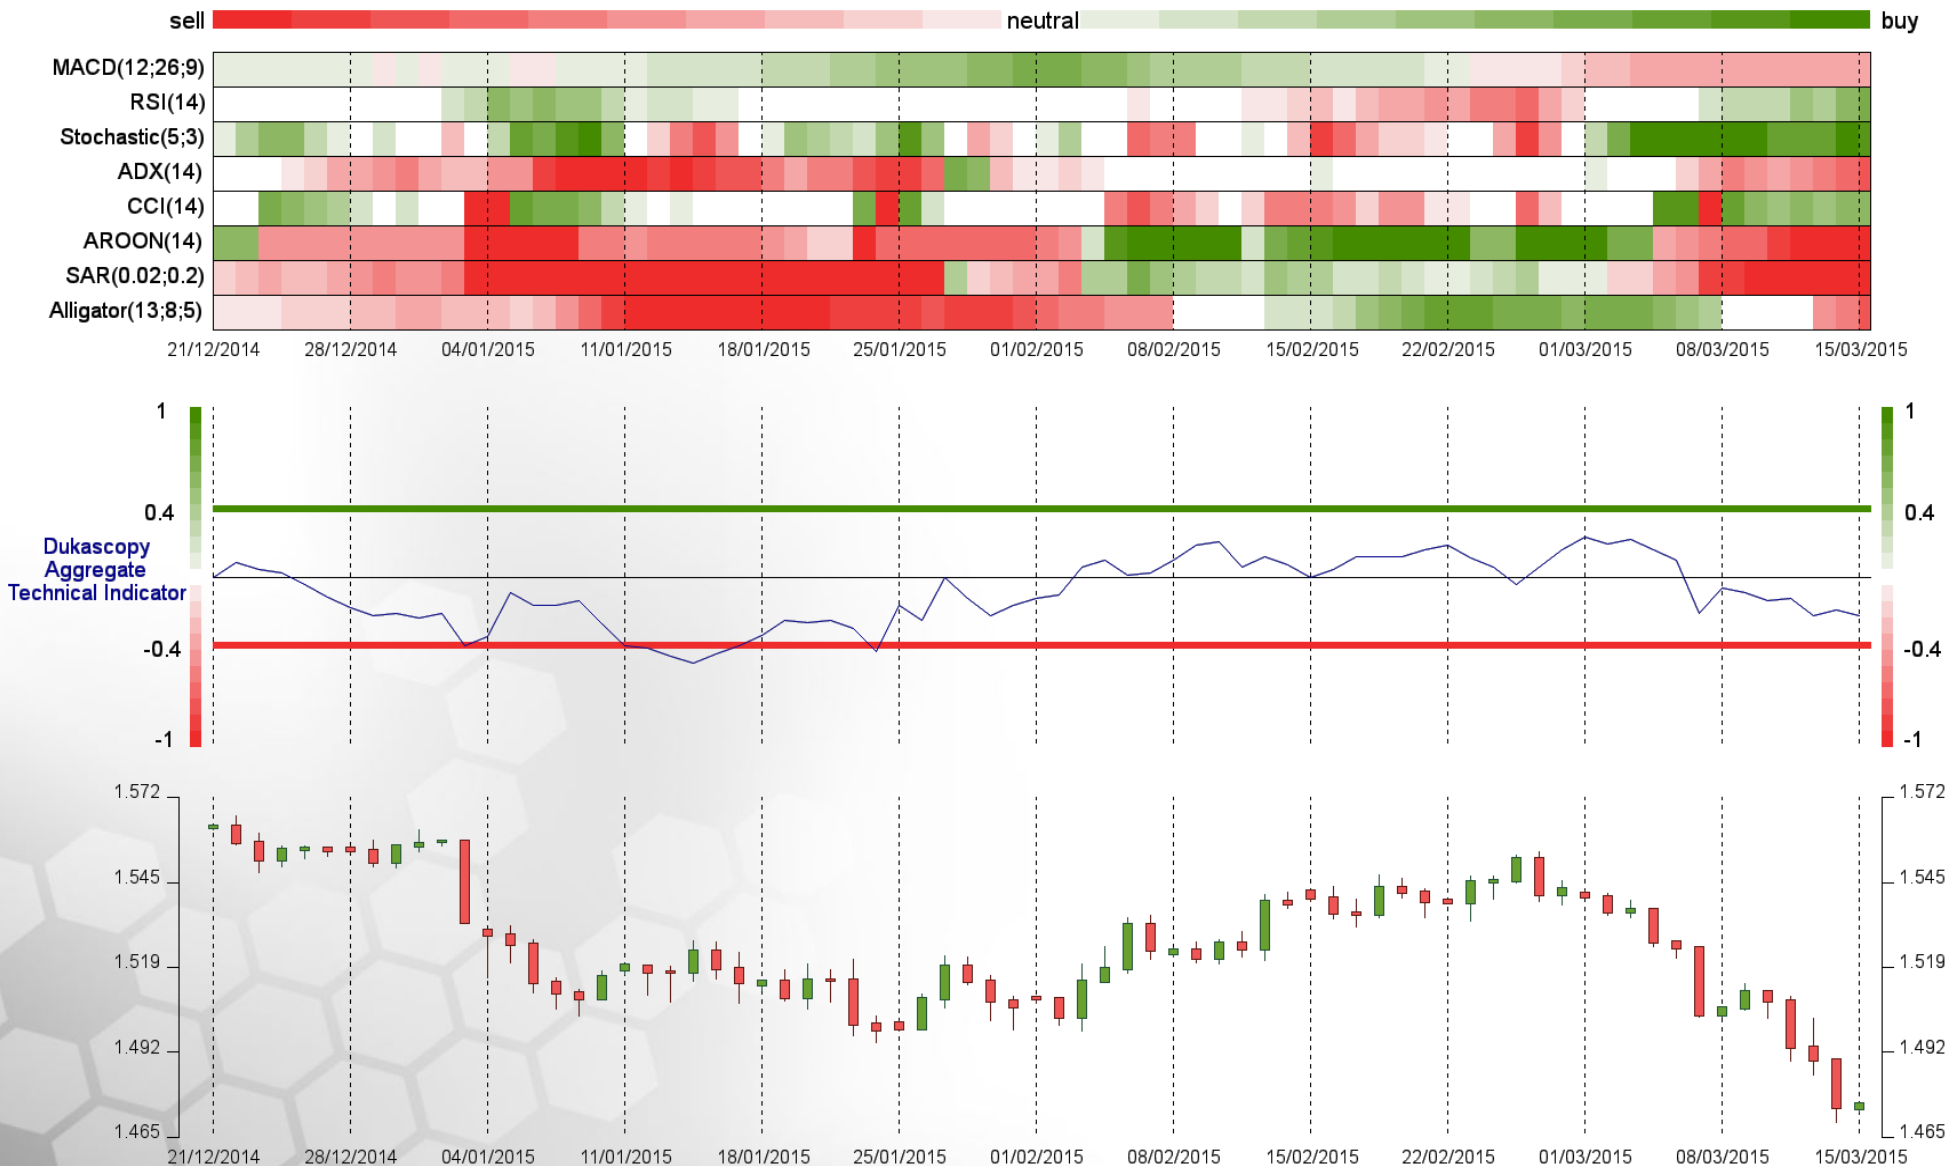 sell neutral buy
MACD(12;26;9)
RSI(14)
Stochastic(5;3)
ADX(14)
CCI(14)
AROON(14)
SAR(0.02;0.2)
Alligator(13;8;5)
21/12/2014 28/12/2014 04/01/2015 11/01/2015 18/01/2015 25/01/2015 01/02/2015 08/02/2015 15/02/2015 22/02/2015 01/03/2015 08/03/2015 15/03/2015
1 1
0.4 0.4
Dukascopy
Aggregate
Technical Indicator
-0.4 -0.4
-1 -1
1.572 1.572
1.545 1.545
1.519 1.519
1.492 1.492
1.465 1.465
21/12/2014 28/12/2014 04/01/2015 11/01/2015 18/01/2015 25/01/2015 01/02/2015 08/02/2015 15/02/2015 22/02/2015 01/03/2015 08/03/2015 15/03/2015